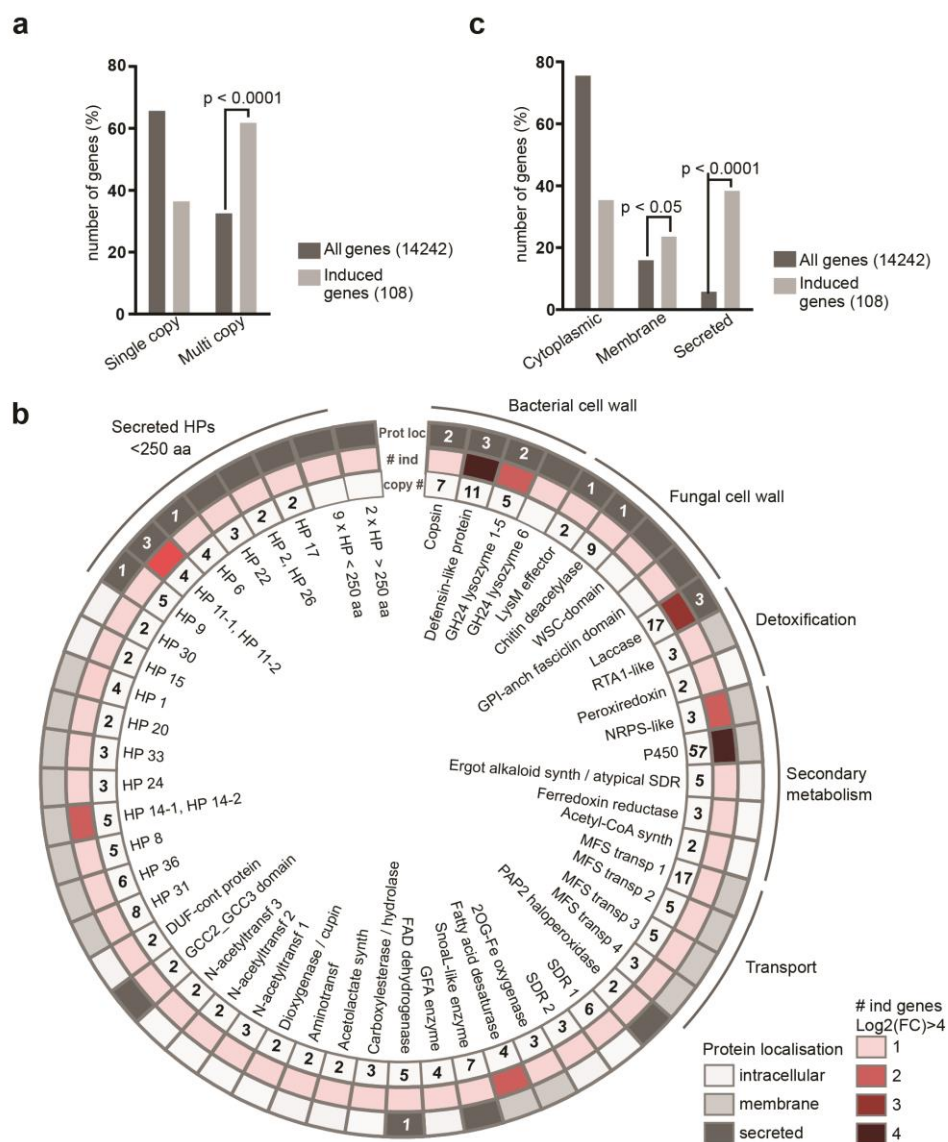 a
80
60
40
20
0
number of genes (%)
p < 0.0001
Single copy
Multi copy
All genes (14242)
Induced
genes (108)
c
80
60
40
20
0
number of genes (%)
p < 0.0001
p < 0.05
Cytoplasmic
Membrane
Secreted
All genes (14242)
Induced
genes (108)
b
Secreted HPs
<250 aa
Bacterial cell wall
Fungal cell wall
Detoxification
Secondary
metabolism
Transport
Prot loc
# ind
copy #
2
3
2
1
1
3
1
1
3
1
7
11
5
2
9
17
3
2
3
57
5
3
2
17
5
5
3
2
6
3
3
4
7
4
5
3
2
2
2
3
2
2
2
2
8
6
5
5
3
3
2
4
2
2
5
4
4
3
2
2
Copsin
Defensin-like protein
GH24 lysozyme 1-5
GH24 lysozyme 6
LysM effector
Chitin deacetylase
WSC-domain
GPI-anch fasciclin domain
Laccase
RTA1-like
Peroxiredoxin
NRPS-like
P450
Ergot alkaloid synth / atypical SDR
Ferredoxin reductase
Acetyl-CoA synth
MFS transp 1
MFS transp 2
MFS transp 3
MFS transp 4
PAP2 haloperoxidase
SDR 1
SDR 2
2OG-Fe oxygenase
Fatty acid desaturase
SnoaL-like enzyme
GFA enzyme
FAD dehydrogenase
Carboxylesterase / hydrolase
Acetolactate synth
Aminotransf
Dioxygenase / cupin
N-acetyltransf 1
N-acetyltransf 2
N-acetyltransf 3
GCC2_GCC3 domain
DUF-cont protein
HP 31
HP 36
HP 8
HP 14-1, HP 14-2
HP 24
HP 33
HP 20
HP 1
HP 15
HP 30
HP 9
HP 11-1, HP 11-2
HP 6
HP 22
HP 2, HP 26
HP 17
9 x HP < 250 aa
2 x HP > 250 aa
Protein localisation
intracellular
membrane
secreted
# ind genes
Log2(FC)>4
1
2
3
4